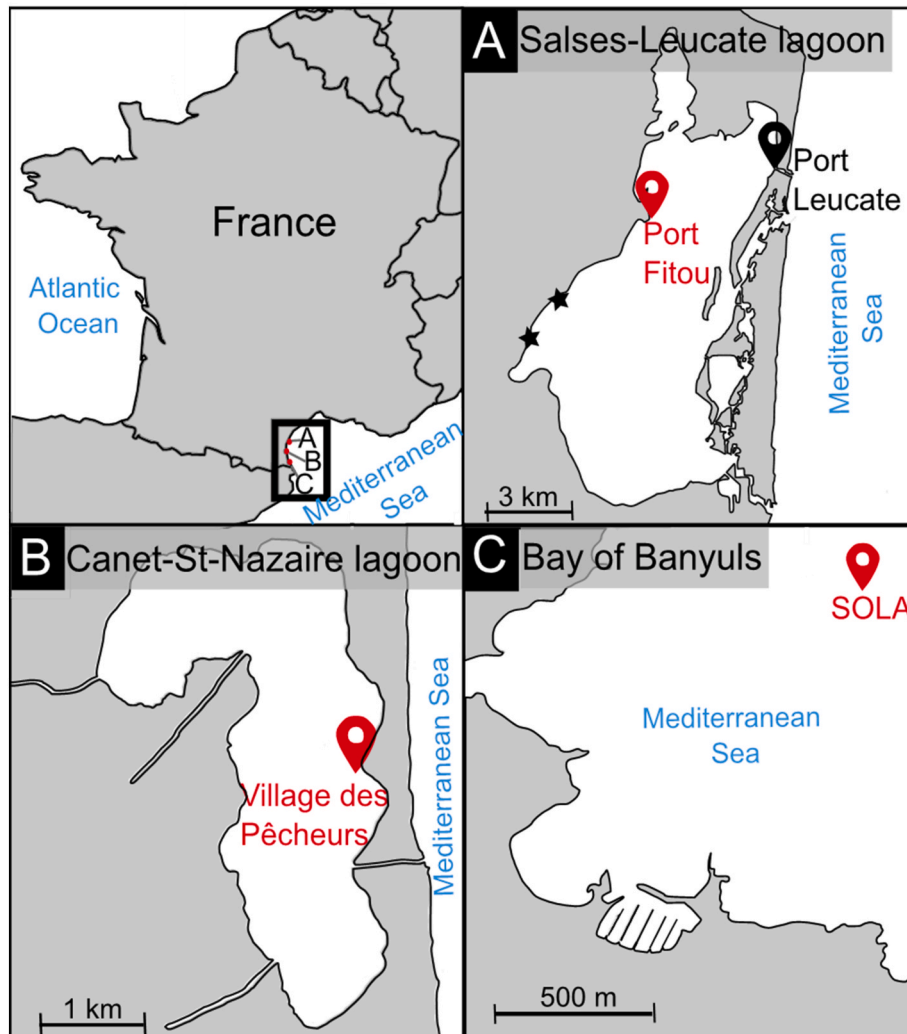 France
Atlantic
Ocean
A
B
C
Mediterranean
Sea
A Salses-Leucate lagoon
Port
Leucate
Port
Fitou
Mediterranean
Sea
3 km
B Canet-St-Nazaire lagoon
Mediterranean Sea
Village des
Pêcheurs
1 km
C Bay of Banyuls
SOLA
Mediterranean
Sea
500 m